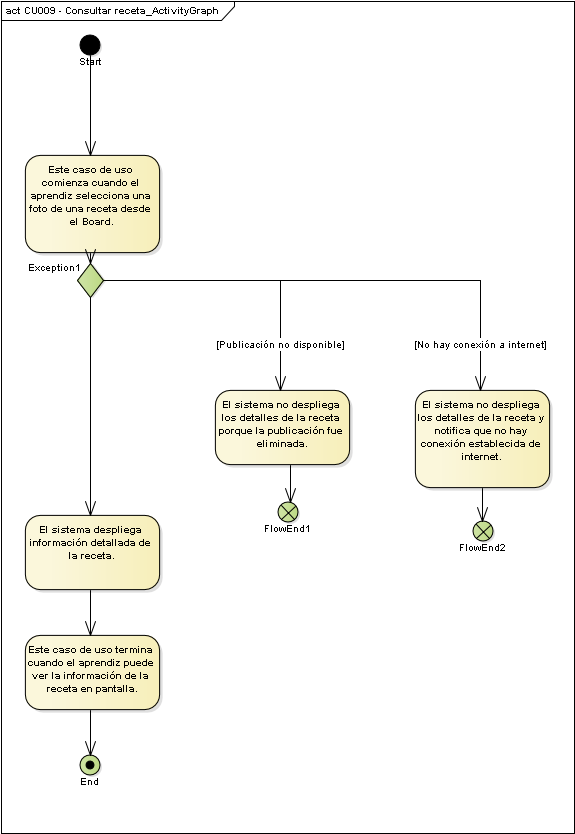 act CU009 - Consultar receta_ActivityGraph
Start
Este caso de uso
comienza cuando el
aprendiz selecciona una
foto de una receta desde
el Board.
Exception1
[Publicación no disponible]
[No hay conexión a internet]
El sistema no despliega
los detalles de la receta
porque la publicación fue
eliminada.
El sistema no despliega
los detalles de la receta y
notifica que no hay
conexión establecida de
internet.
FlowEnd1
FlowEnd2
El sistema despliega
información detallada de
la receta.
Este caso de uso termina
cuando el aprendiz puede
ver la información de la
receta en pantalla.
End